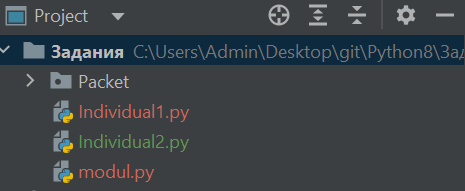 Project
Задания C:\Users\Admin\Desktop\git\Python8\Зад
Packet
Individual1.py
Individual2.py
modul.py